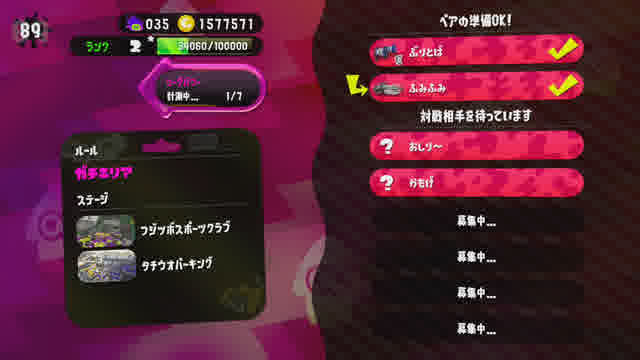 89
035 1577571
ランク 2 34060/100000
計測中... 1/7
ルール
ガチエリア
ステージ
フジツボスポーツクラブ
タチウオパーキング
ペアの準備OK!
ぷりとぱ
ふみふみ
対戦相手を待っています
? おしり〜
? かもげ
募集中...
募集中...
募集中...
募集中...